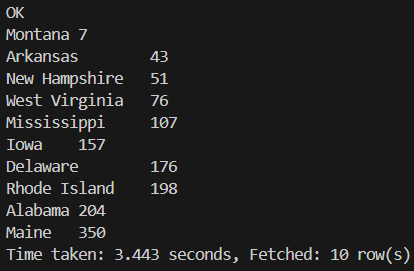 OK
Montana 7
Arkansas 43
New Hampshire 51
West Virginia 76
Mississippi 107
Iowa 157
Delaware 176
Rhode Island 198
Alabama 204
Maine 350
Time taken: 3.443 seconds, Fetched: 10 row(s)